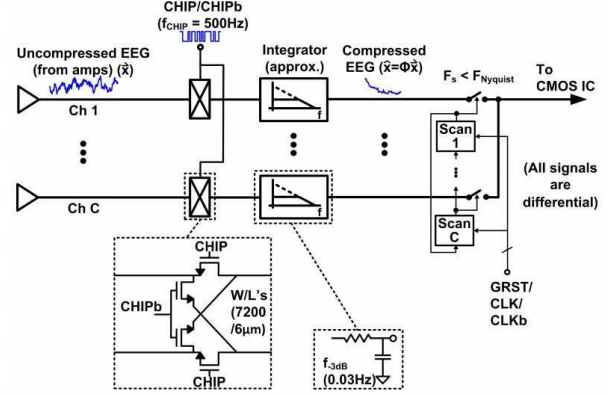 CHIP/CHIPb
(fCHIP = 500Hz)
Uncompressed EEG
(from amps) (x⃗)
Integrator
(approx.)
Compressed
EEG (x̂=Φx⃗)
Fs < FNyquist
To
CMOS IC
Ch 1
f
Scan
1
(All signals
are
differential)
Ch C
f
Scan
C
CHIP
W/L's
(7200
/6μm)
CHIPb
CHIP
f-3dB
(0.03Hz)
GRST/
CLK/
CLKb